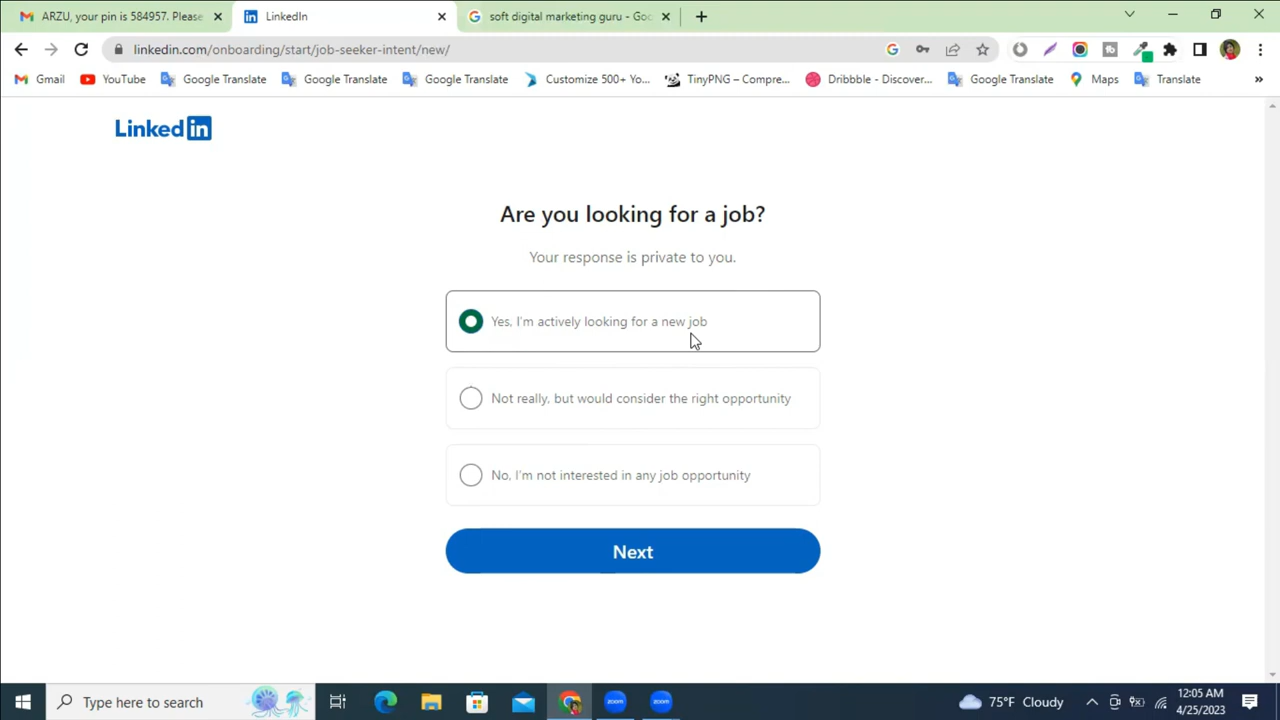 ARZU, your pin is 584957. Please
LinkedIn
soft digital marketing guru - Goo
linkedin.com/onboarding/start/job-seeker-intent/new/
Gmail
YouTube
Google Translate
Google Translate
Google Translate
Customize 500+ Yo...
TinyPNG – Compre...
Dribbble - Discover...
Google Translate
Maps
Translate
»
Linked in
Are you looking for a job?
Your response is private to you.
Yes, I'm actively looking for a new job
Not really, but would consider the right opportunity
No, I'm not interested in any job opportunity
Next
Type here to search
zoom
zoom
75°F Cloudy
12:05 AM
4/25/2023